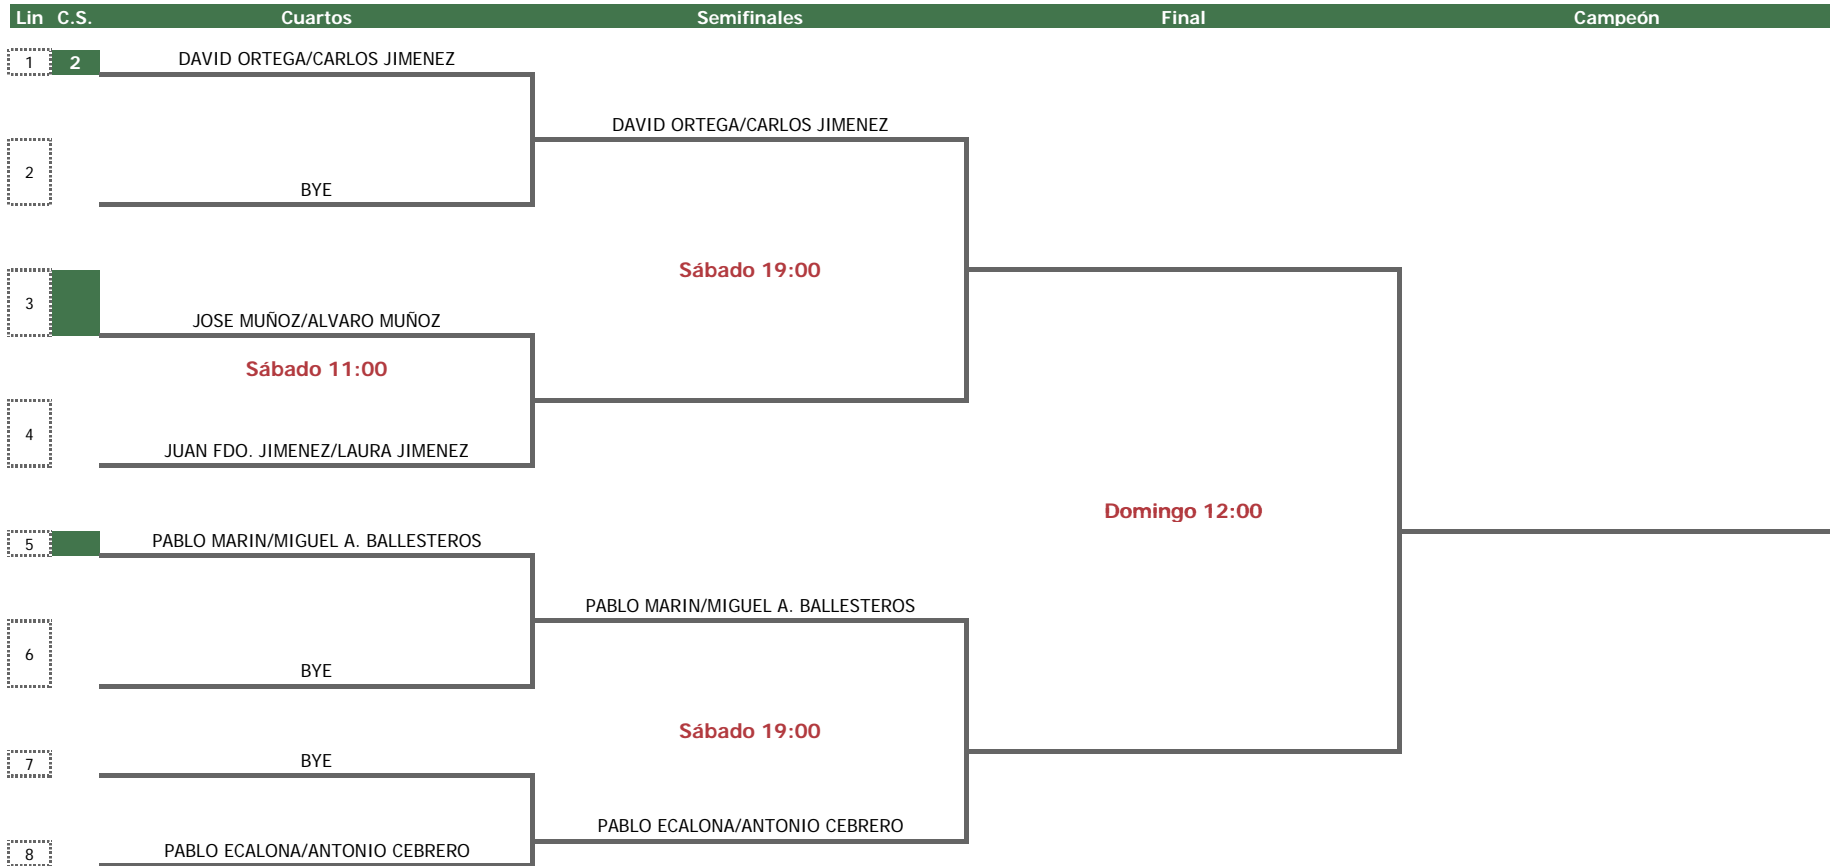 Lin C.S. Cuartos Semifinales Final Campeón
1 2 DAVID ORTEGA/CARLOS JIMENEZ
DAVID ORTEGA/CARLOS JIMENEZ
2
BYE
Sábado 19:00
3
JOSE MUÑOZ/ALVARO MUÑOZ
Sábado 11:00
4
JUAN FDO. JIMENEZ/LAURA JIMENEZ
Domingo 12:00
5 PABLO MARIN/MIGUEL A. BALLESTEROS
PABLO MARIN/MIGUEL A. BALLESTEROS
6
BYE
Sábado 19:00
7 BYE
PABLO ECALONA/ANTONIO CEBRERO
8 PABLO ECALONA/ANTONIO CEBRERO